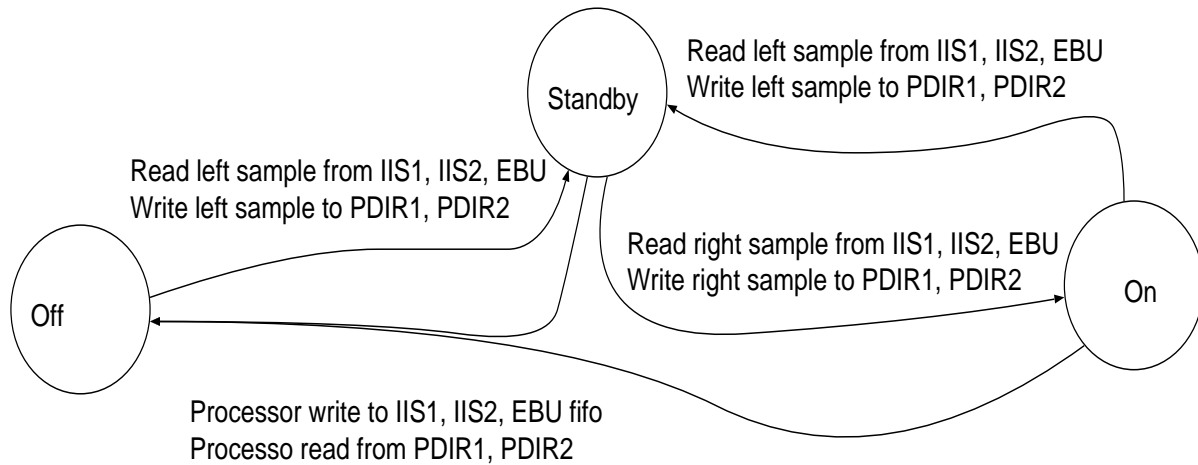 Read left sample from IIS1, IIS2, EBU
Write left sample to PDIR1, PDIR2
Standby
Read left sample from IIS1, IIS2, EBU
Write left sample to PDIR1, PDIR2
Read right sample from IIS1, IIS2, EBU
Write right sample to PDIR1, PDIR2
On
Off
Processor write to IIS1, IIS2, EBU fifo
Processo read from PDIR1, PDIR2